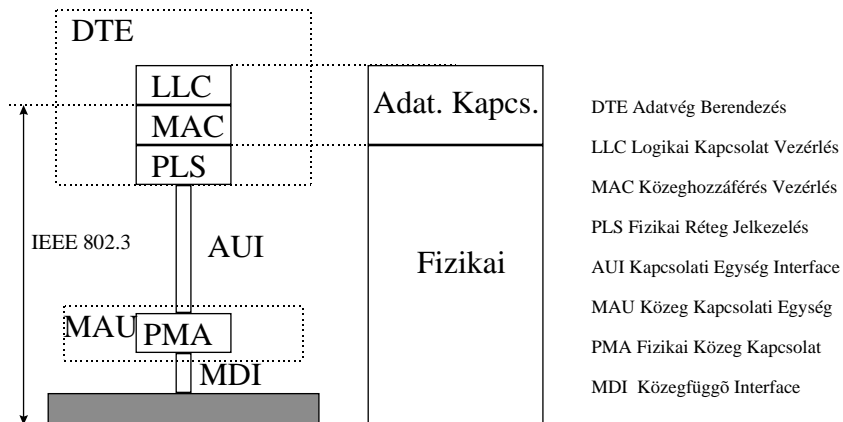 DTE
LLC
MAC
PLS
IEEE 802.3
AUI
MAU
PMA
MDI
Adat. Kapcs.
Fizikai
DTE Adatvég Berendezés
LLC Logikai Kapcsolat Vezérlés
MAC Közeghozzáférés Vezérlés
PLS Fizikai Réteg Jelkezelés
AUI Kapcsolati Egység Interface
MAU Közeg Kapcsolati Egység
PMA Fizikai Közeg Kapcsolat
MDI Közegfüggõ Interface